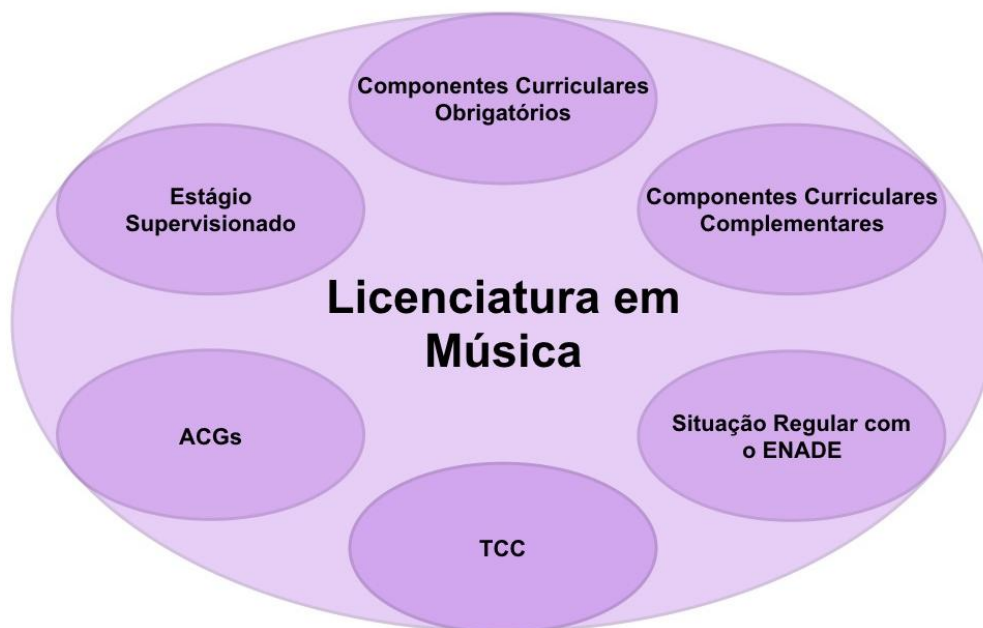 Componentes Curriculares
Obrigatórios
Estágio
Supervisionado
Componentes Curriculares
Complementares
Licenciatura em
Música
ACGs
Situação Regular com
o ENADE
TCC